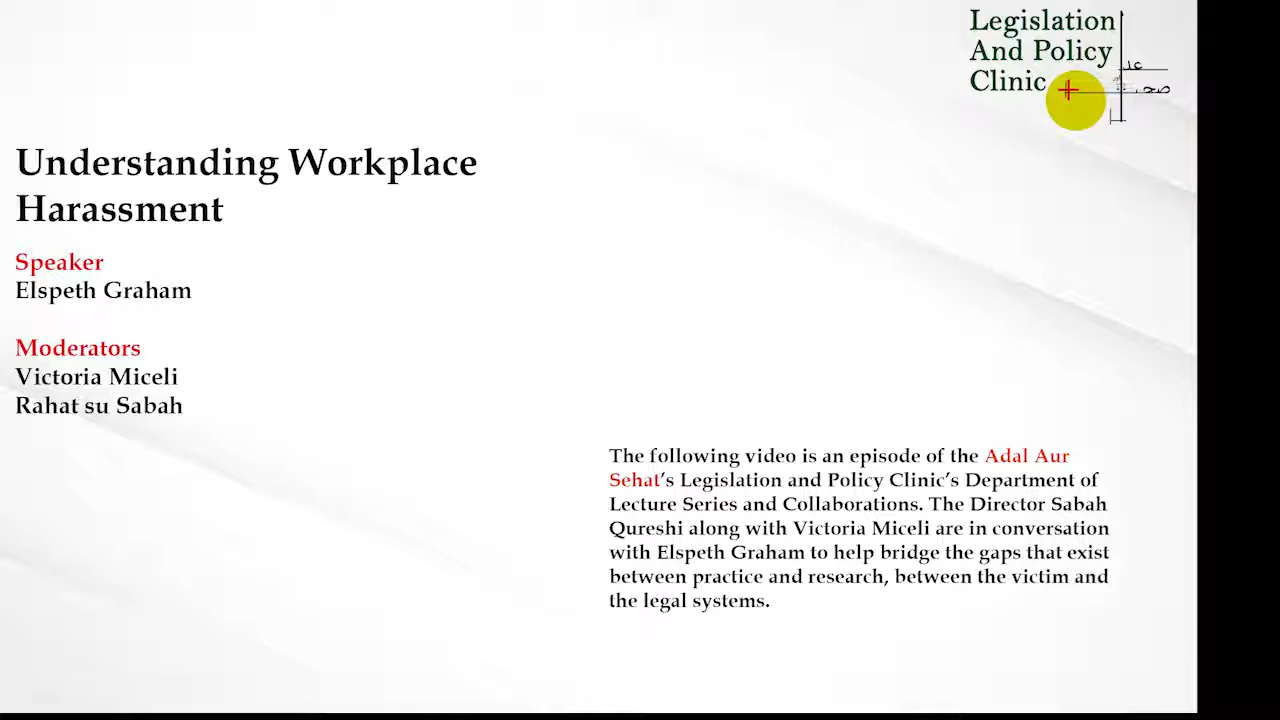 Legislation
And Policy
Clinic
Understanding Workplace
Harassment
Speaker
Elspeth Graham
Moderators
Victoria Miceli
Rahat su Sabah
The following video is an episode of the Adal Aur
Sehat's Legislation and Policy Clinic's Department of
Lecture Series and Collaborations. The Director Sabah
Qureshi along with Victoria Miceli are in conversation
with Elspeth Graham to help bridge the gaps that exist
between practice and research, between the victim and
the legal systems.